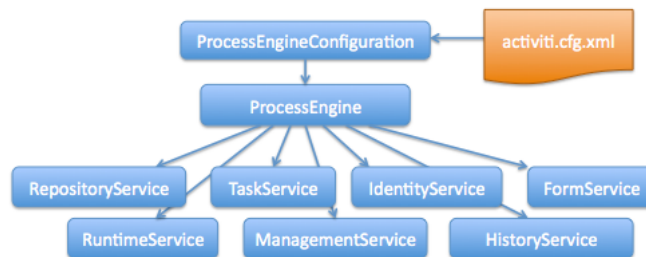 ProcessEngineConfiguration
activiti.cfg.xml
ProcessEngine
RepositoryService
TaskService
IdentityService
FormService
RuntimeService
ManagementService
HistoryService